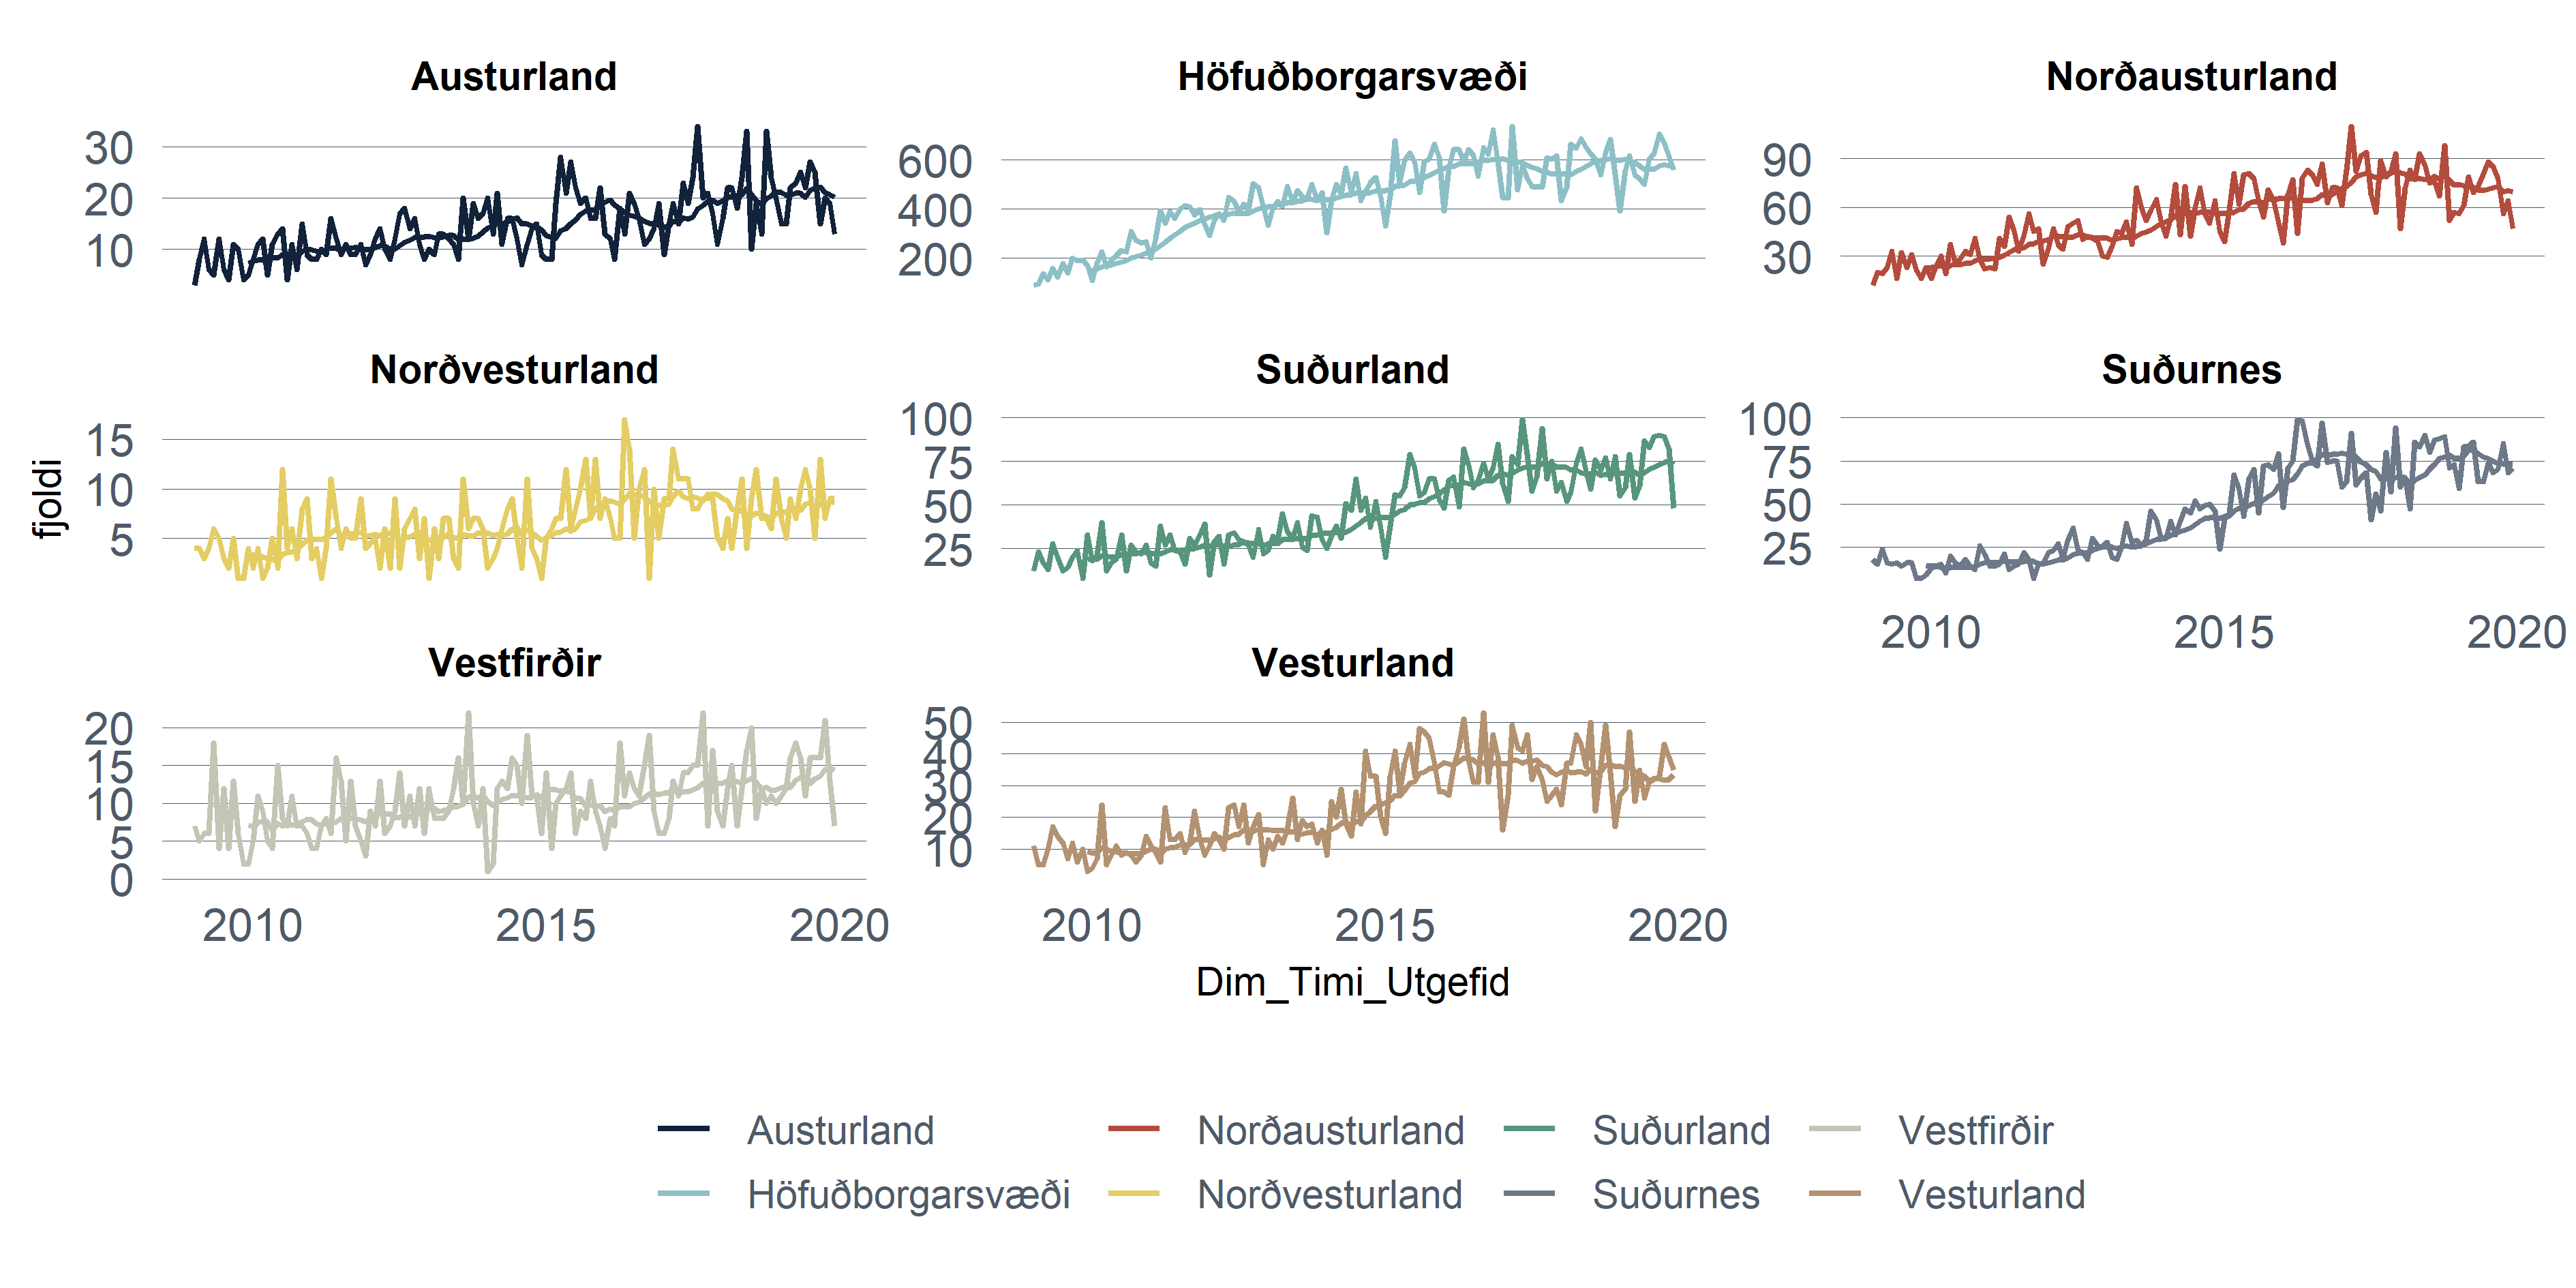 Austurland
30
20
10
Höfuðborgarsvæði
600
400
200
Norðausturland
90
60
30
Norðvesturland
15
10
5
Suðurland
100
75
50
25
Suðurnes
100
75
50
25
2010 2015 2020
Vestfirðir
20
15
10
5
0
2010 2015 2020
Vesturland
50
40
30
20
10
2010 2015 2020
fjoldi
Dim_Timi_Utgefid
Austurland Norðausturland Suðurland Vestfirðir
Höfuðborgarsvæði Norðvesturland Suðurnes Vesturland